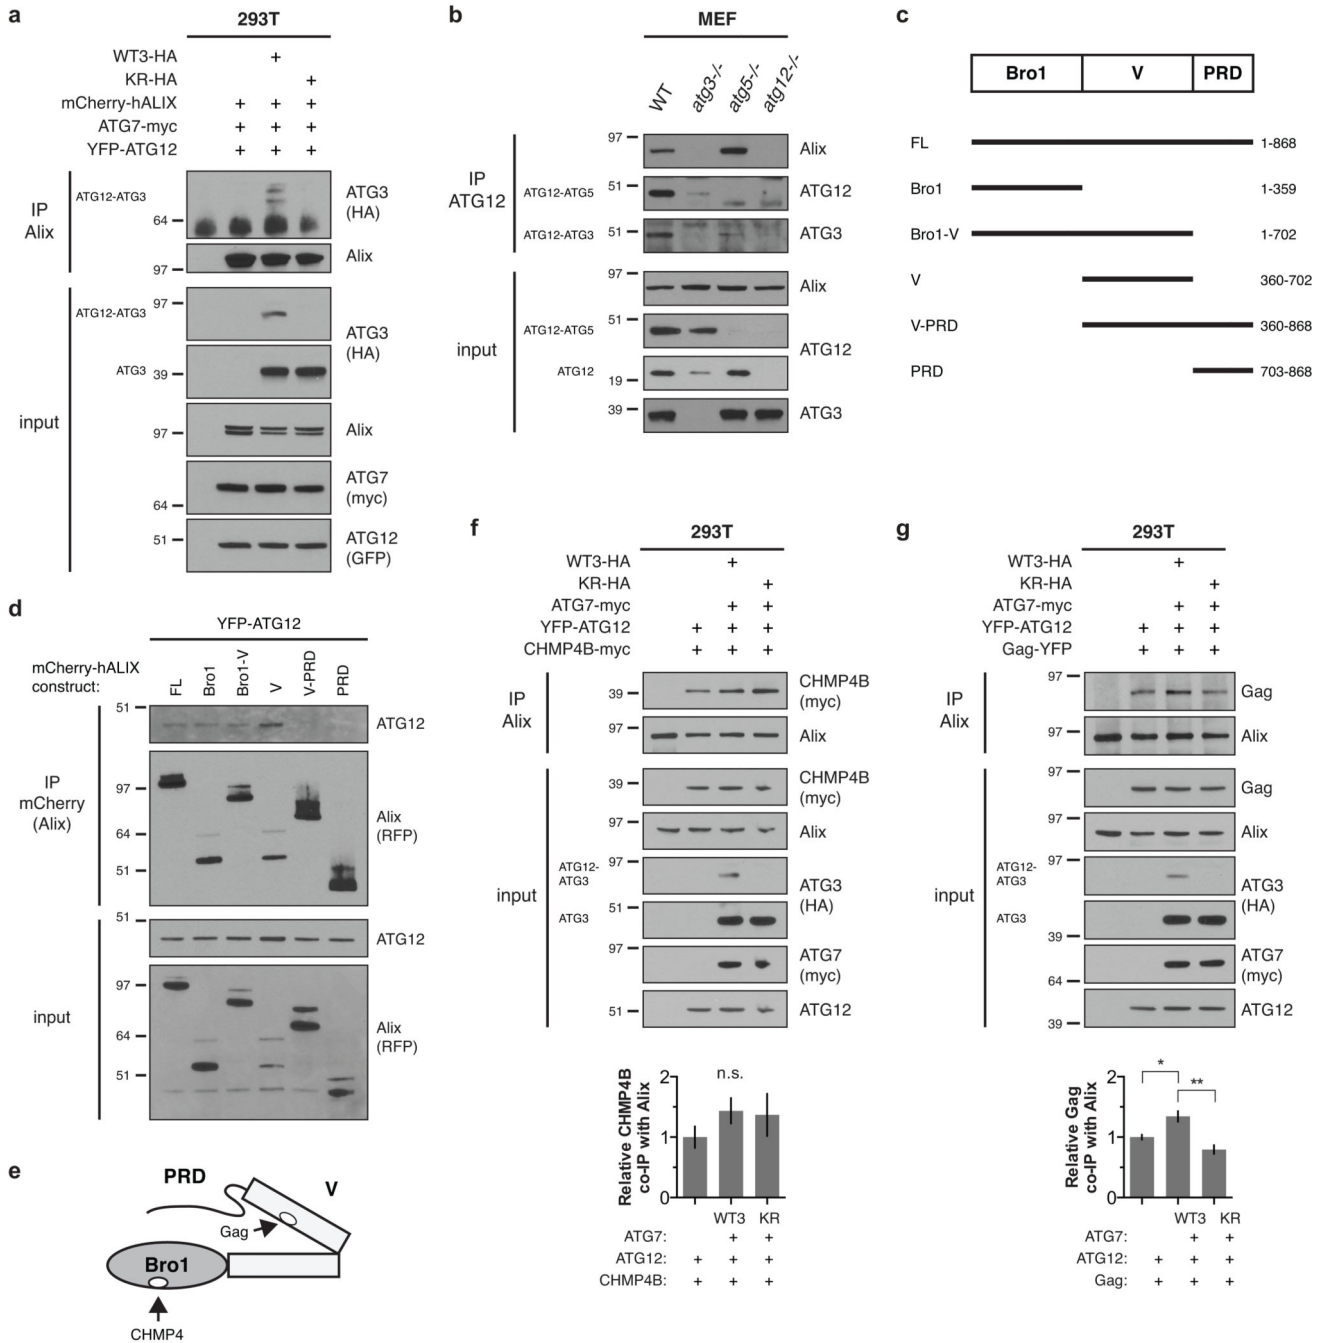 a
293T
WT3-HA +
KR-HA +
mCherry-hALIX + + +
ATG7-myc + + +
YFP-ATG12 + + +
IP
Alix
ATG12-ATG3
64
ATG3
(HA)
Alix
97
input
ATG12-ATG3
97
ATG3
(HA)
ATG3
39
97
Alix
64
ATG7
(myc)
51
ATG12
(GFP)
b
MEF
WT
atg3-/-
atg5-/-
atg12-/-
IP
ATG12
97
Alix
ATG12-ATG5
51
ATG12
ATG12-ATG3
51
ATG3
input
97
Alix
ATG12-ATG5
51
ATG12
ATG12
19
39
ATG3
c
Bro1 V PRD
FL 1-868
Bro1 1-359
Bro1-V 1-702
V 360-702
V-PRD 360-868
PRD 703-868
d
YFP-ATG12
mCherry-hALIX
construct:
FL
Bro1
Bro1-V
V
V-PRD
PRD
IP
mCherry
(Alix)
51
ATG12
97
64
51
Alix
(RFP)
input
51
ATG12
97
64
51
Alix
(RFP)
e
PRD
V
Gag
Bro1
CHMP4
f
293T
WT3-HA +
KR-HA +
ATG7-myc + +
YFP-ATG12 + + +
CHMP4B-myc + + +
IP
Alix
39
CHMP4B
(myc)
97
Alix
input
39
CHMP4B
(myc)
97
Alix
ATG12-
ATG3
97
ATG3
(HA)
ATG3
51
97
ATG7
(myc)
51
ATG12
Relative CHMP4B
co-IP with Alix
2
1
0
n.s.
WT3 KR
ATG7: + +
ATG12: + + +
CHMP4B: + + +
g
293T
WT3-HA +
KR-HA +
ATG7-myc + +
YFP-ATG12 + + +
Gag-YFP + + +
IP
Alix
97
Gag
97
Alix
input
97
Gag
97
Alix
ATG12-
ATG3
97
ATG3
(HA)
ATG3
39
64
ATG7
(myc)
39
ATG12
Relative Gag
co-IP with Alix
2
1
0
*
**
WT3 KR
ATG7: + +
ATG12: + + +
Gag: + + +